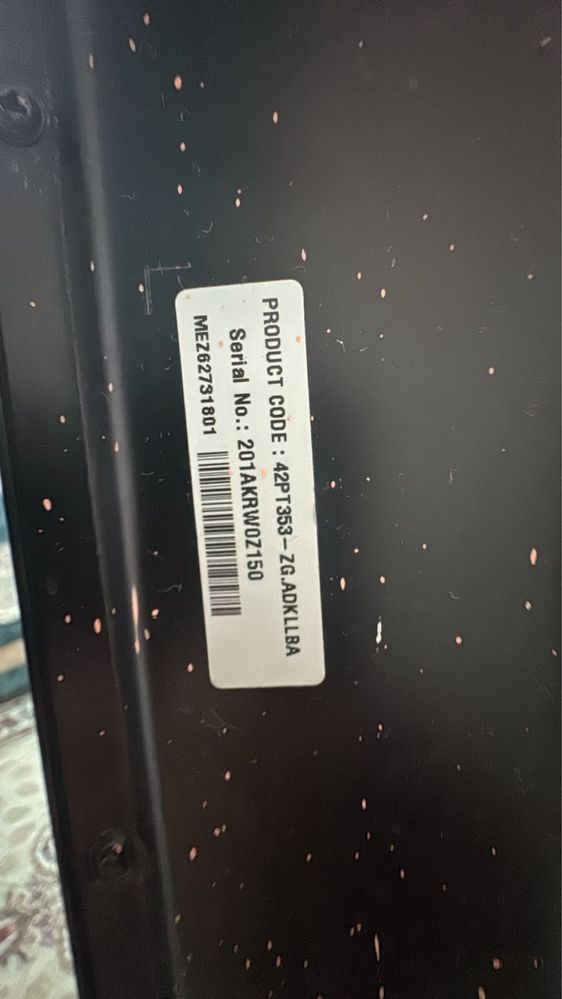 PRODUCT CODE : 42PT353-ZG.ADKLLBA
Serial No.: 201AKRW0Z150
MEZ62731801